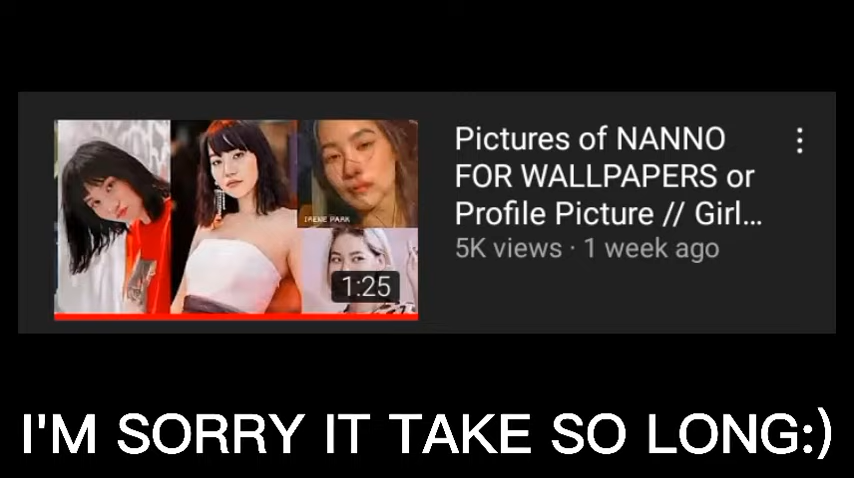 Pictures of NANNO
FOR WALLPAPERS or
Profile Picture // Girl...
5K views · 1 week ago
IRENE PARK
1:25
I'M SORRY IT TAKE SO LONG:)